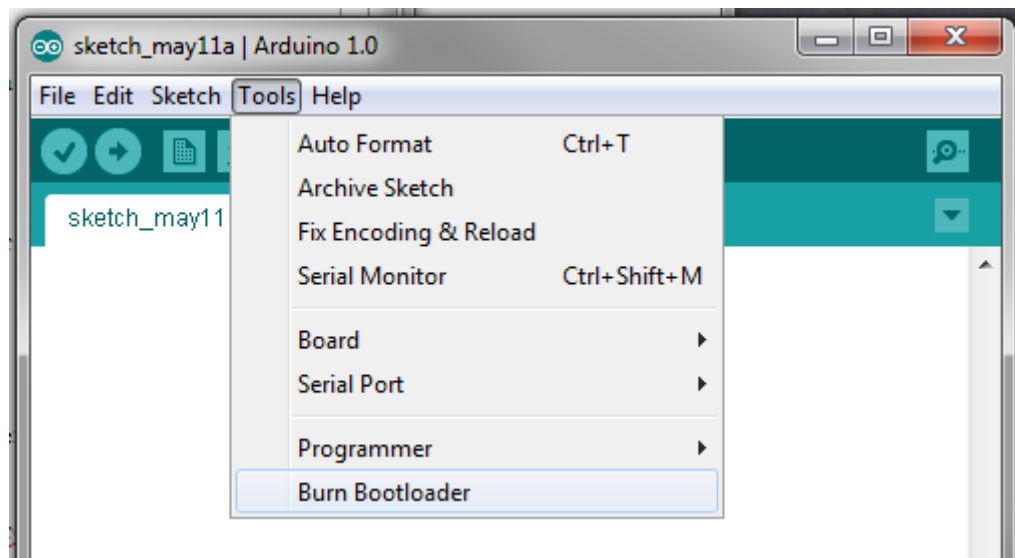 sketch_may11a | Arduino 1.0
File Edit Sketch Tools Help
sketch_may11
Auto Format Ctrl+T
Archive Sketch
Fix Encoding & Reload
Serial Monitor Ctrl+Shift+M
Board
Serial Port
Programmer
Burn Bootloader